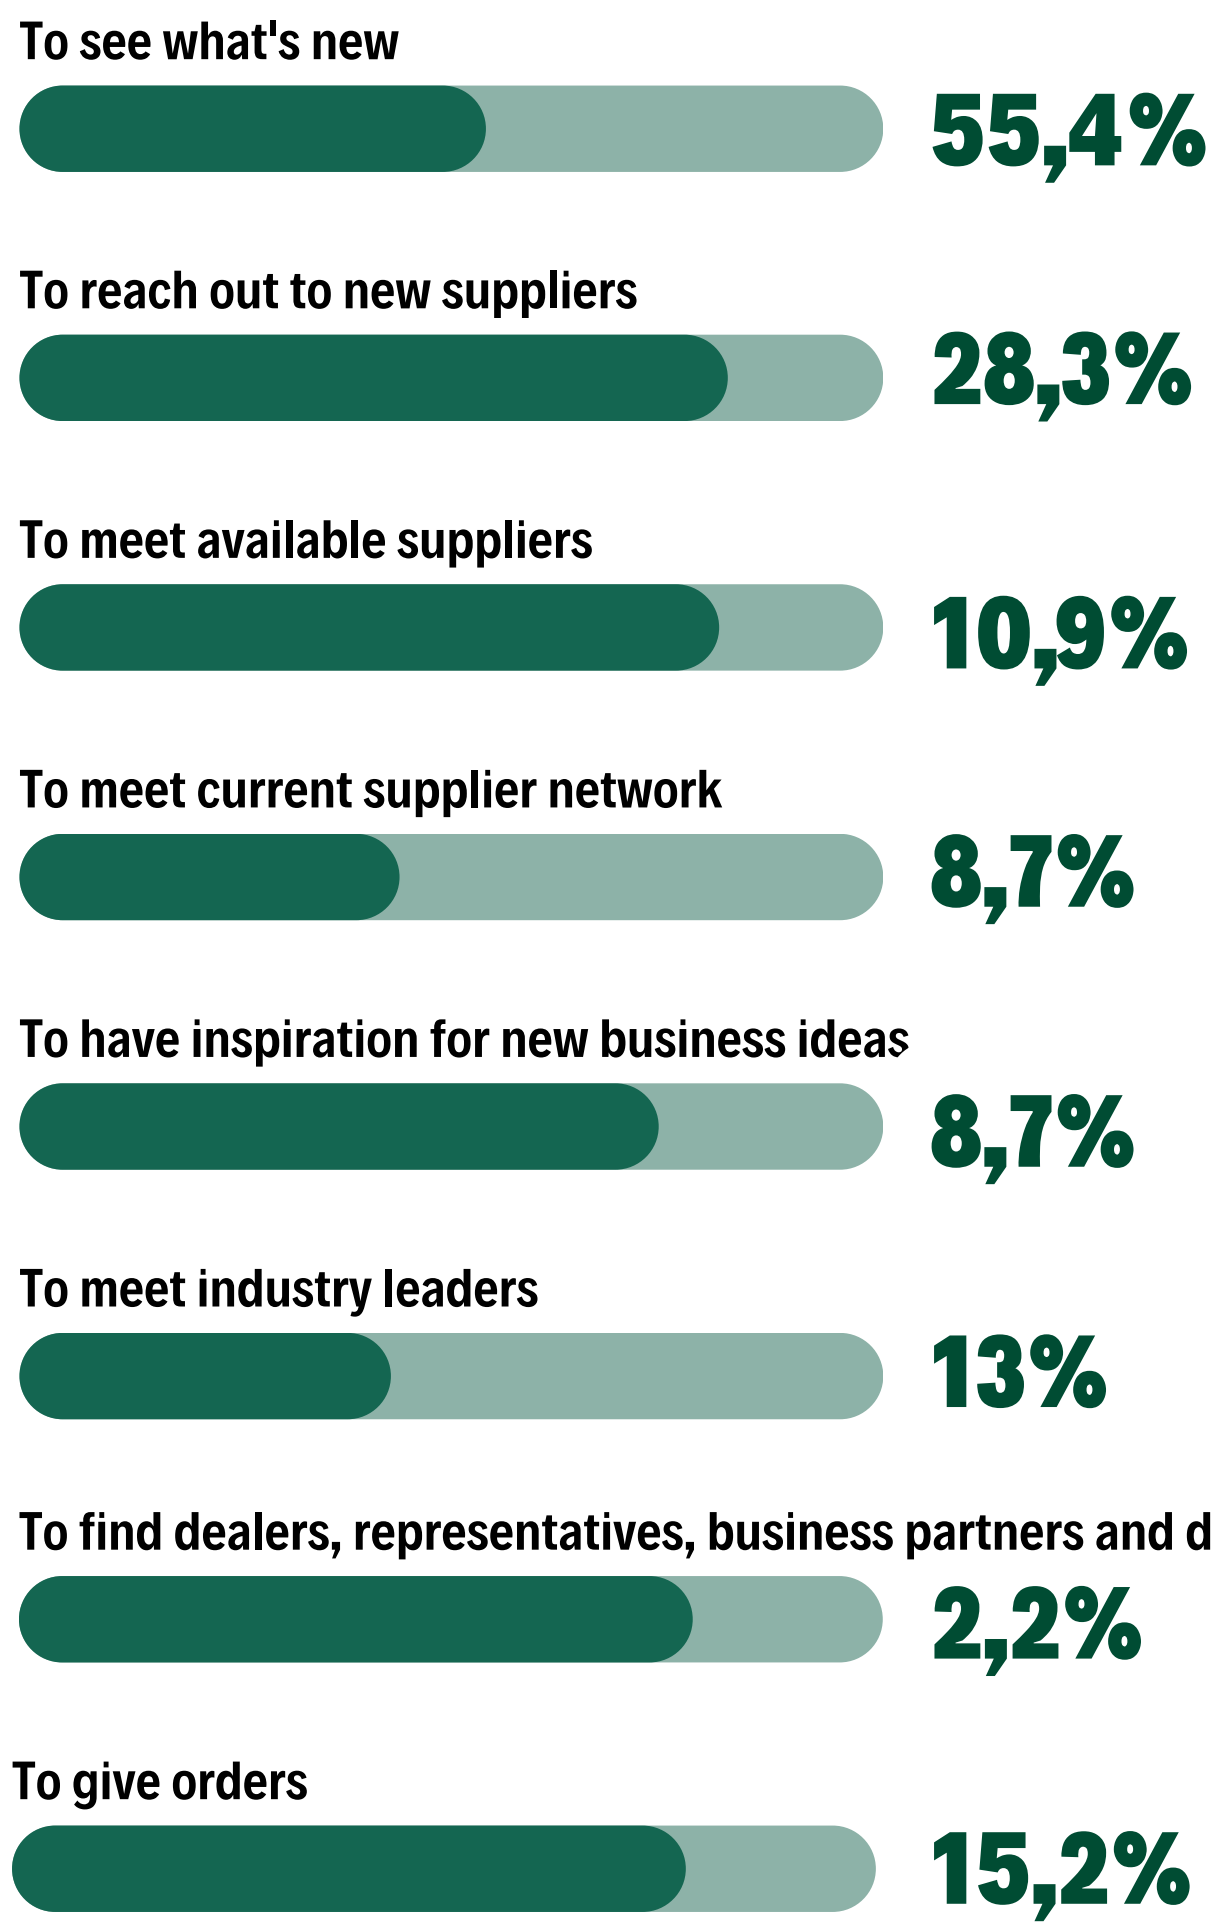 To see what's new
55,4%
To reach out to new suppliers
28,3%
To meet available suppliers
10,9%
To meet current supplier network
8,7%
To have inspiration for new business ideas
8,7%
To meet industry leaders
13%
To find dealers, representatives, business partners and d
2,2%
To give orders
15,2%